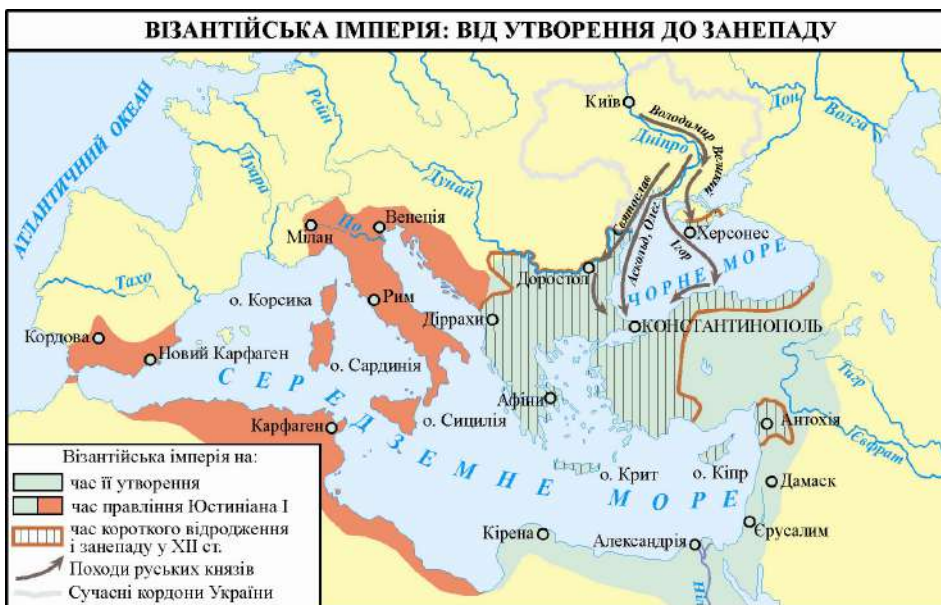 ВІЗАНТІЙСЬКА ІМПЕРІЯ: ВІД УТВОРЕННЯ ДО ЗАНЕПАДУ
АТЛАНТИЧНИЙ ОКЕАН
Рейн
Луара
Київ
Володимир
Великий
Дніпро
Дон
Волга
Дунай
Святослав
Аскольд, Олег
Ігор
Херсонес
ЧОРНЕ МОРЕ
По
Венеція
Мілан
Доростол
Тахо
о. Корсика
Рим
Діррахи
КОНСТАНТИНОПОЛЬ
Кордова
Новий Карфаген
о. Сардинія
СЕРЕДЗЕМНЕ МОРЕ
Афіни
Тигр
Карфаген
о. Сицилія
Антохія
Євфрат
о. Крит
о. Кіпр
Дамаск
Кірена
Александрія
Єрусалим
Ніл
Візантійська імперія на:
час її утворення
час правління Юстиніана І
час короткого відродження
і занепаду у XII ст.
Походи руських князів
Сучасні кордони України